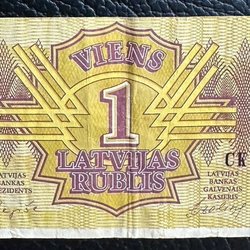 VIENS
1
LATVIJAS
RUBLIS
CK
LATVIJAS
BANKAS
PREZIDENTS
LATVIJAS
BANKAS
GALVENAIS
KASIERIS